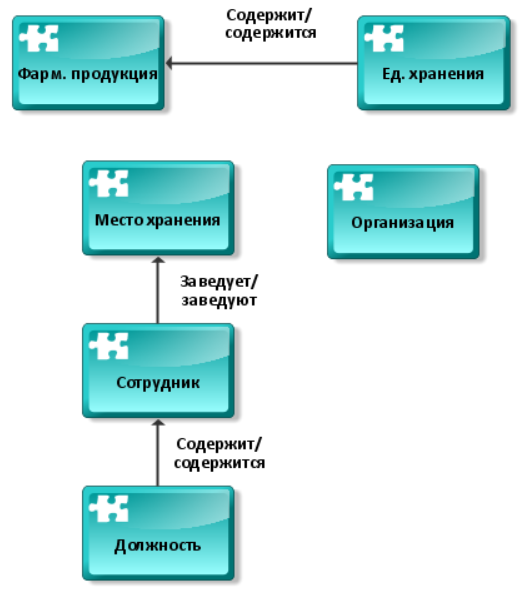 Содержит/
содержится
Фарм. продукция
Ед. хранения
Место хранения
Организация
Заведует/
заведуют
Сотрудник
Содержит/
содержится
Должность